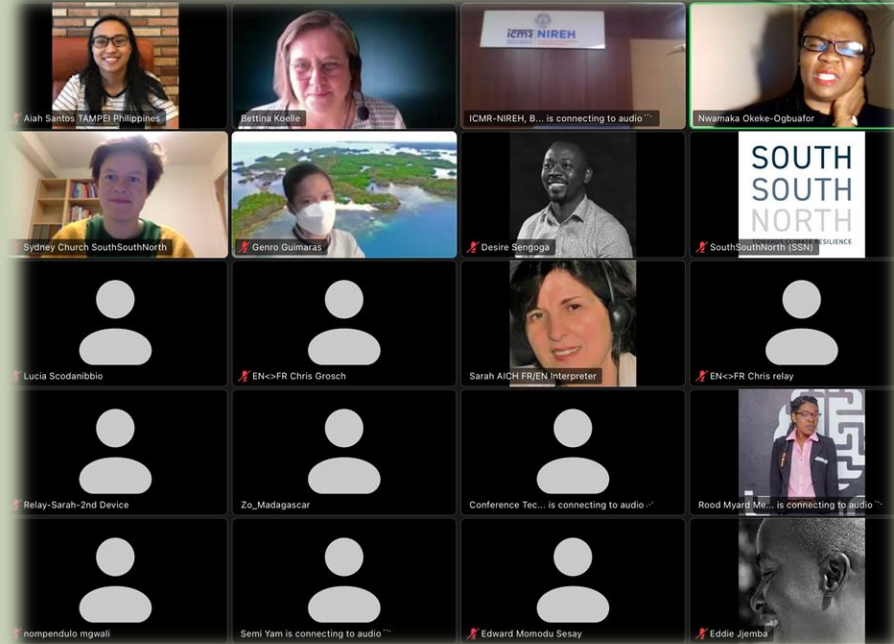 Aiah Santos TAMPEI Philippines
Bettina Koelle
icmr NIREH
ICMR-NIREH, B... is connecting to audio
Nwamaka Okeke-Ogbuafor
Sydney Church SouthSouthNorth
Genro Guimaras
Desire Sengoga
SOUTH
SOUTH
NORTH
SouthSouthNorth (SSN)
Lucia Scodanibbio
EN<>FR Chris Grosch
Sarah AICH FR/EN Interpreter
EN<>FR Chris relay
Relay-Sarah-2nd Device
Zo_Madagascar
Conference Tec... is connecting to audio
Rood Myard Me... is connecting to audio
nompendulo mgwali
Semi Yam is connecting to audio
Edward Momodu Sesay
Eddie Jjemba